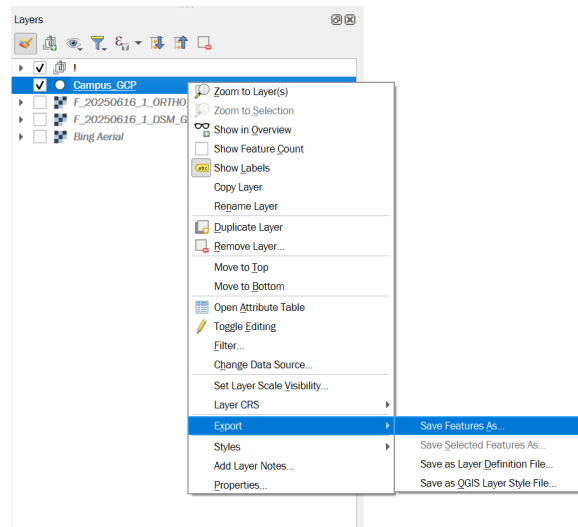 Layers
!
Campus_GCP
F_20250616_1_ORTHO
F_20250616_1_DSM_G
Bing Aerial
Zoom to Layer(s)
Zoom to Selection
Show in Overview
Show Feature Count
abc Show Labels
Copy Layer
Rename Layer
Duplicate Layer
Remove Layer...
Move to Top
Move to Bottom
Open Attribute Table
Toggle Editing
Filter...
Change Data Source...
Set Layer Scale Visibility...
Layer CRS
Export
Styles
Add Layer Notes...
Properties...
Save Features As...
Save Selected Features As...
Save as Layer Definition File...
Save as QGIS Layer Style File...